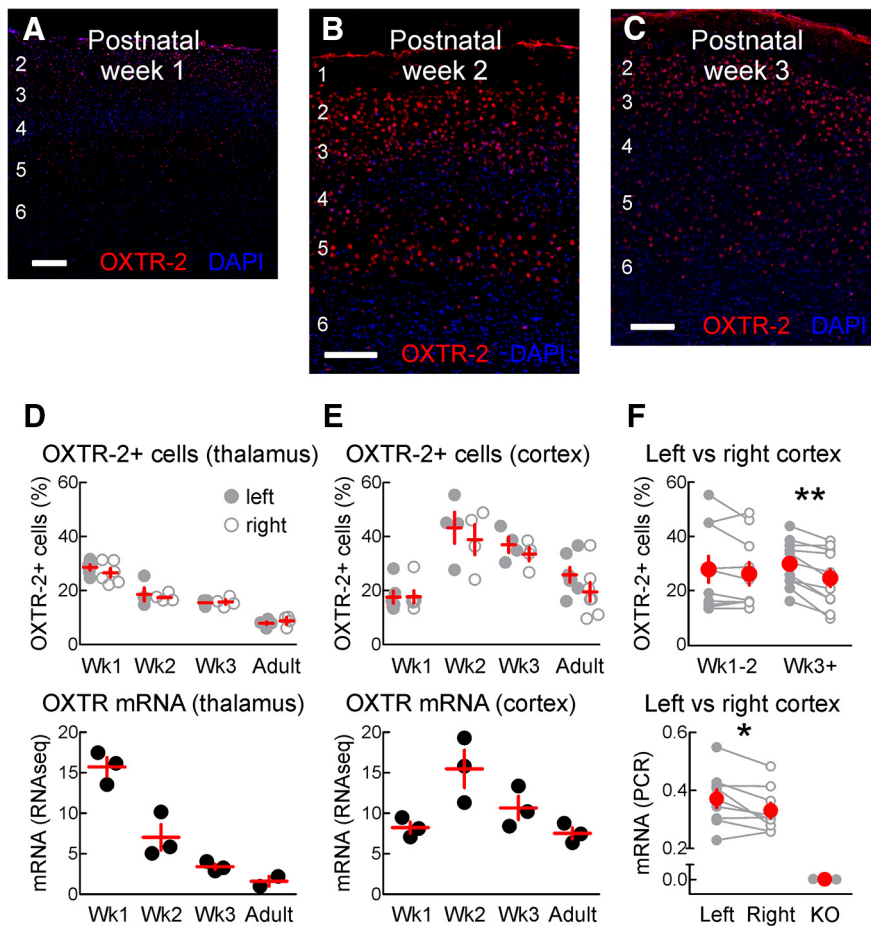 A
Postnatal
week 1
2
3
4
5
6
OXTR-2 DAPI
B
Postnatal
week 2
1
2
3
4
5
6
OXTR-2 DAPI
C
Postnatal
week 3
2
3
4
5
6
OXTR-2 DAPI
D
OXTR-2+ cells (thalamus)
OXTR-2+ cells (%)
60
40
20
0
left
right
Wk1 Wk2 Wk3 Adult
OXTR mRNA (thalamus)
mRNA (RNAseq)
20
15
10
5
0
Wk1 Wk2 Wk3 Adult
E
OXTR-2+ cells (cortex)
OXTR-2+ cells (%)
60
40
20
0
Wk1 Wk2 Wk3 Adult
OXTR mRNA (cortex)
mRNA (RNAseq)
20
15
10
5
0
Wk1 Wk2 Wk3 Adult
F
Left vs right cortex
OXTR-2+ cells (%)
60
40
20
0
**
Wk1-2 Wk3+
Left vs right cortex
mRNA (PCR)
0.6
0.4
0.2
0.0
*
Left Right KO